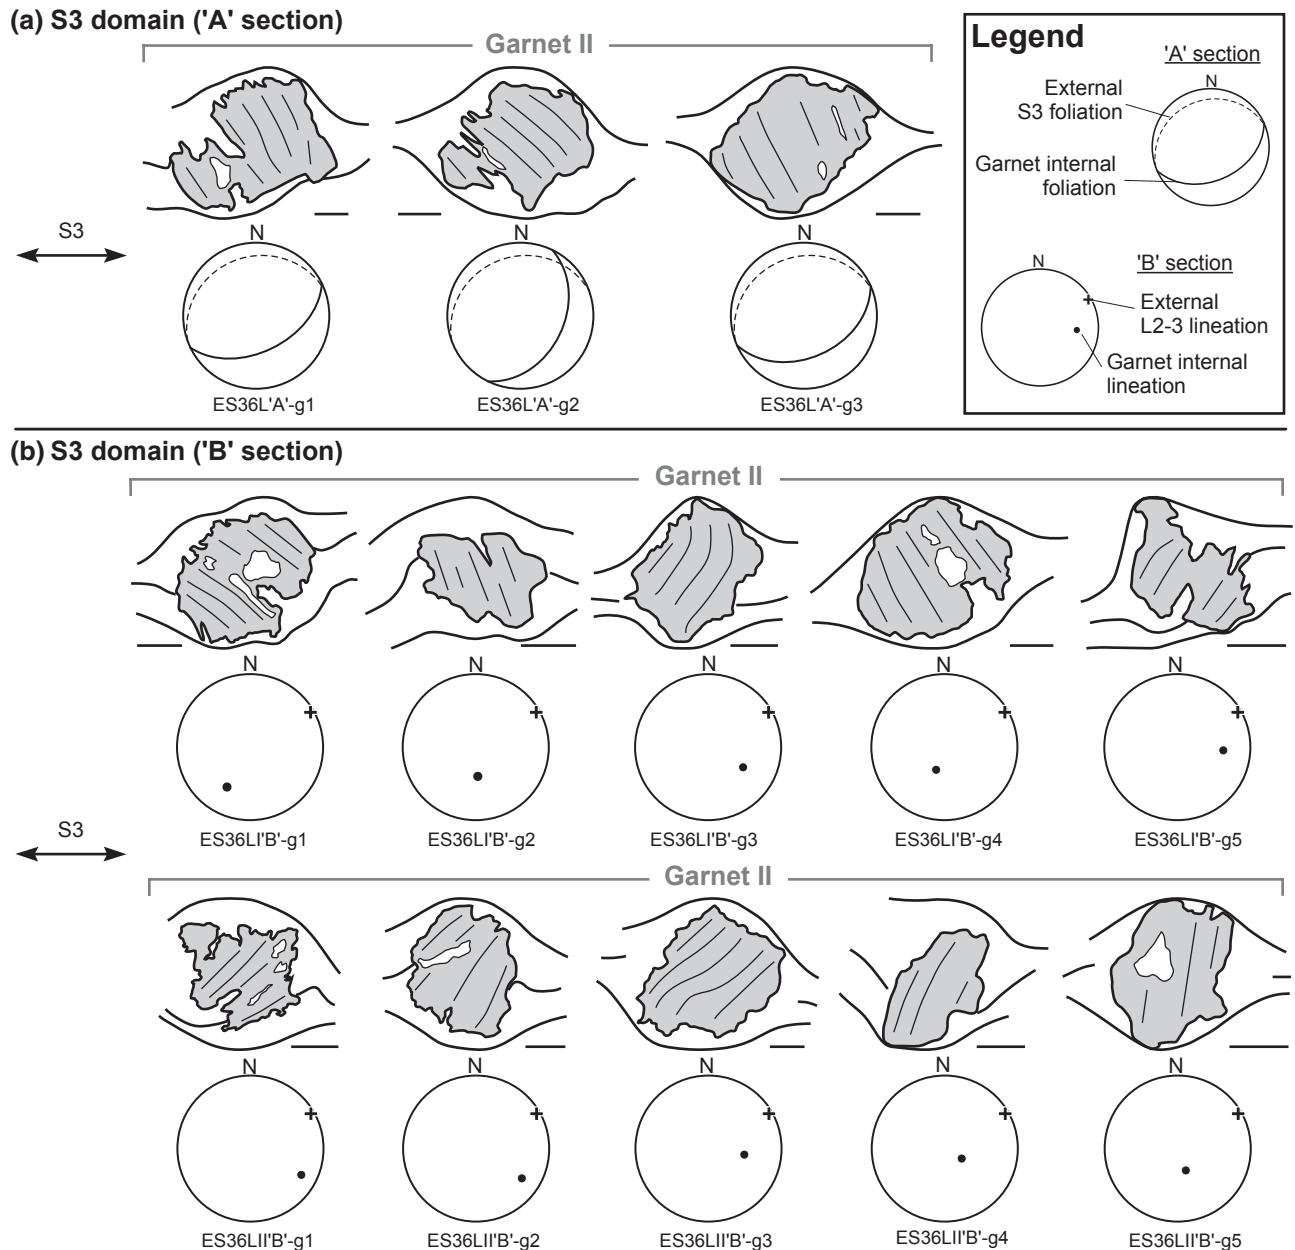 (a) S3 domain ('A' section)
Garnet II
Legend
'A' section
N
External
S3 foliation
Garnet internal
foliation
N
'B' section
External
L2-3 lineation
Garnet internal
lineation
S3
N
N
N
ES36L'A'-g1
ES36L'A'-g2
ES36L'A'-g3
(b) S3 domain ('B' section)
Garnet II
N
N
N
N
N
ES36LI'B'-g1
ES36LI'B'-g2
ES36LI'B'-g3
ES36LI'B'-g4
ES36LI'B'-g5
S3
Garnet II
N
N
N
N
N
ES36LII'B'-g1
ES36LII'B'-g2
ES36LII'B'-g3
ES36LII'B'-g4
ES36LII'B'-g5